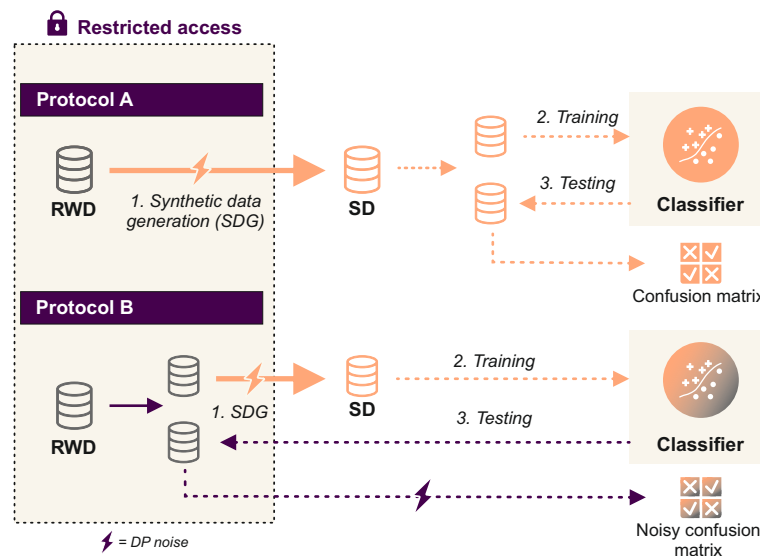 Restricted access
Protocol A
RWD
1. Synthetic data
generation (SDG)
SD
2. Training
3. Testing
Classifier
Confusion matrix
Protocol B
RWD
1. SDG
SD
2. Training
3. Testing
Classifier
Noisy confusion
matrix
= DP noise